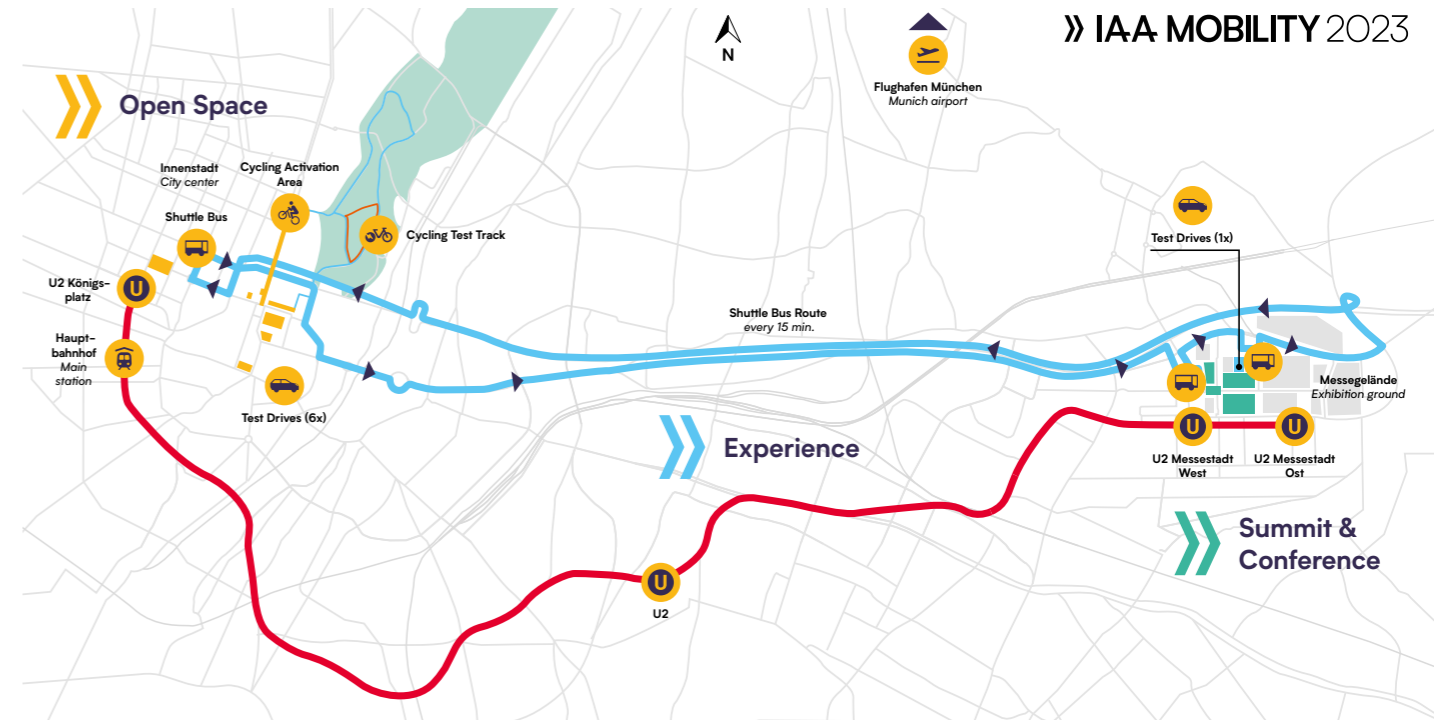 IAA MOBILITY 2023
N
Flughafen München
Munich airport
Open Space
Innenstadt
City center
Cycling Activation
Area
Shuttle Bus
Cycling Test Track
U2 Königs-
platz
U
Haupt-
bahnhof
Main
station
Test Drives (6x)
Shuttle Bus Route
every 15 min.
Test Drives (1x)
Messegelände
Exhibition ground
Experience
U
U
U2 Messestadt
West
U2 Messestadt
Ost
Summit &
Conference
U
U2